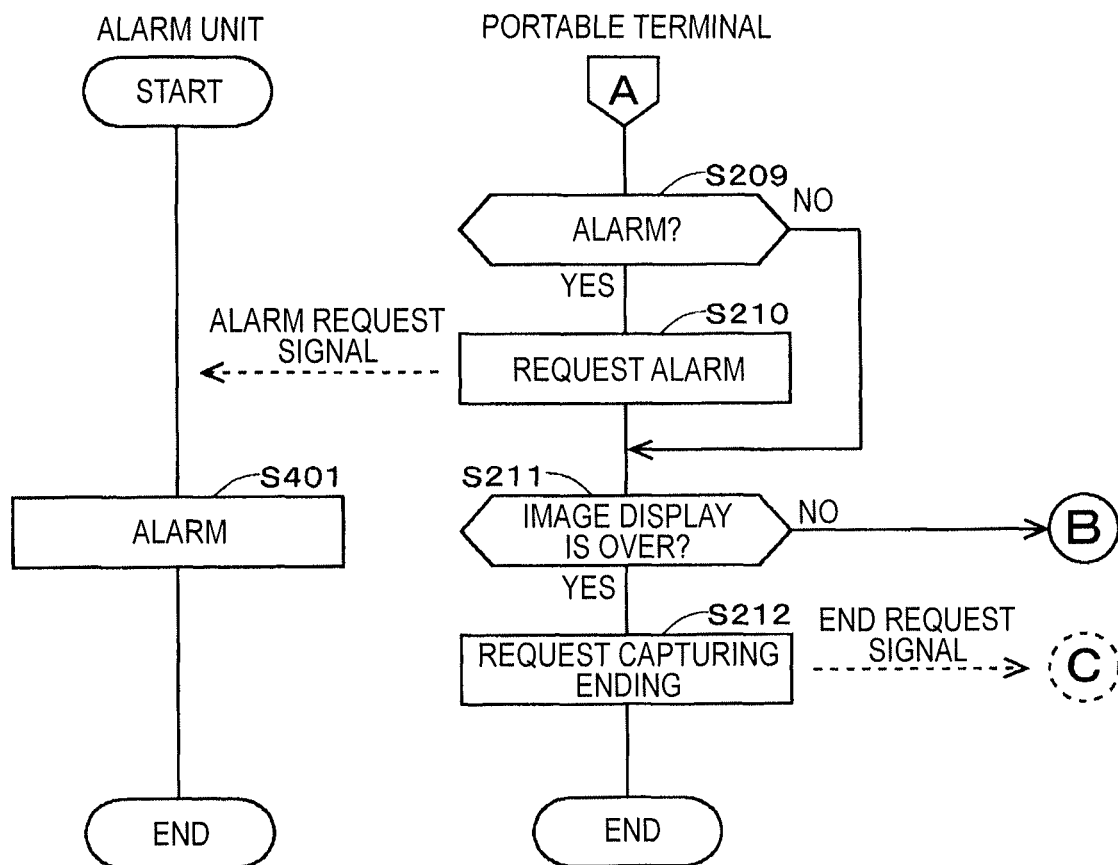 ALARM UNIT
PORTABLE TERMINAL
START
A
S209
ALARM?
NO
YES
ALARM REQUEST
SIGNAL
S210
REQUEST ALARM
S401
ALARM
S211
IMAGE DISPLAY
IS OVER?
NO
B
YES
S212
REQUEST CAPTURING
ENDING
END REQUEST
SIGNAL
C
END
END